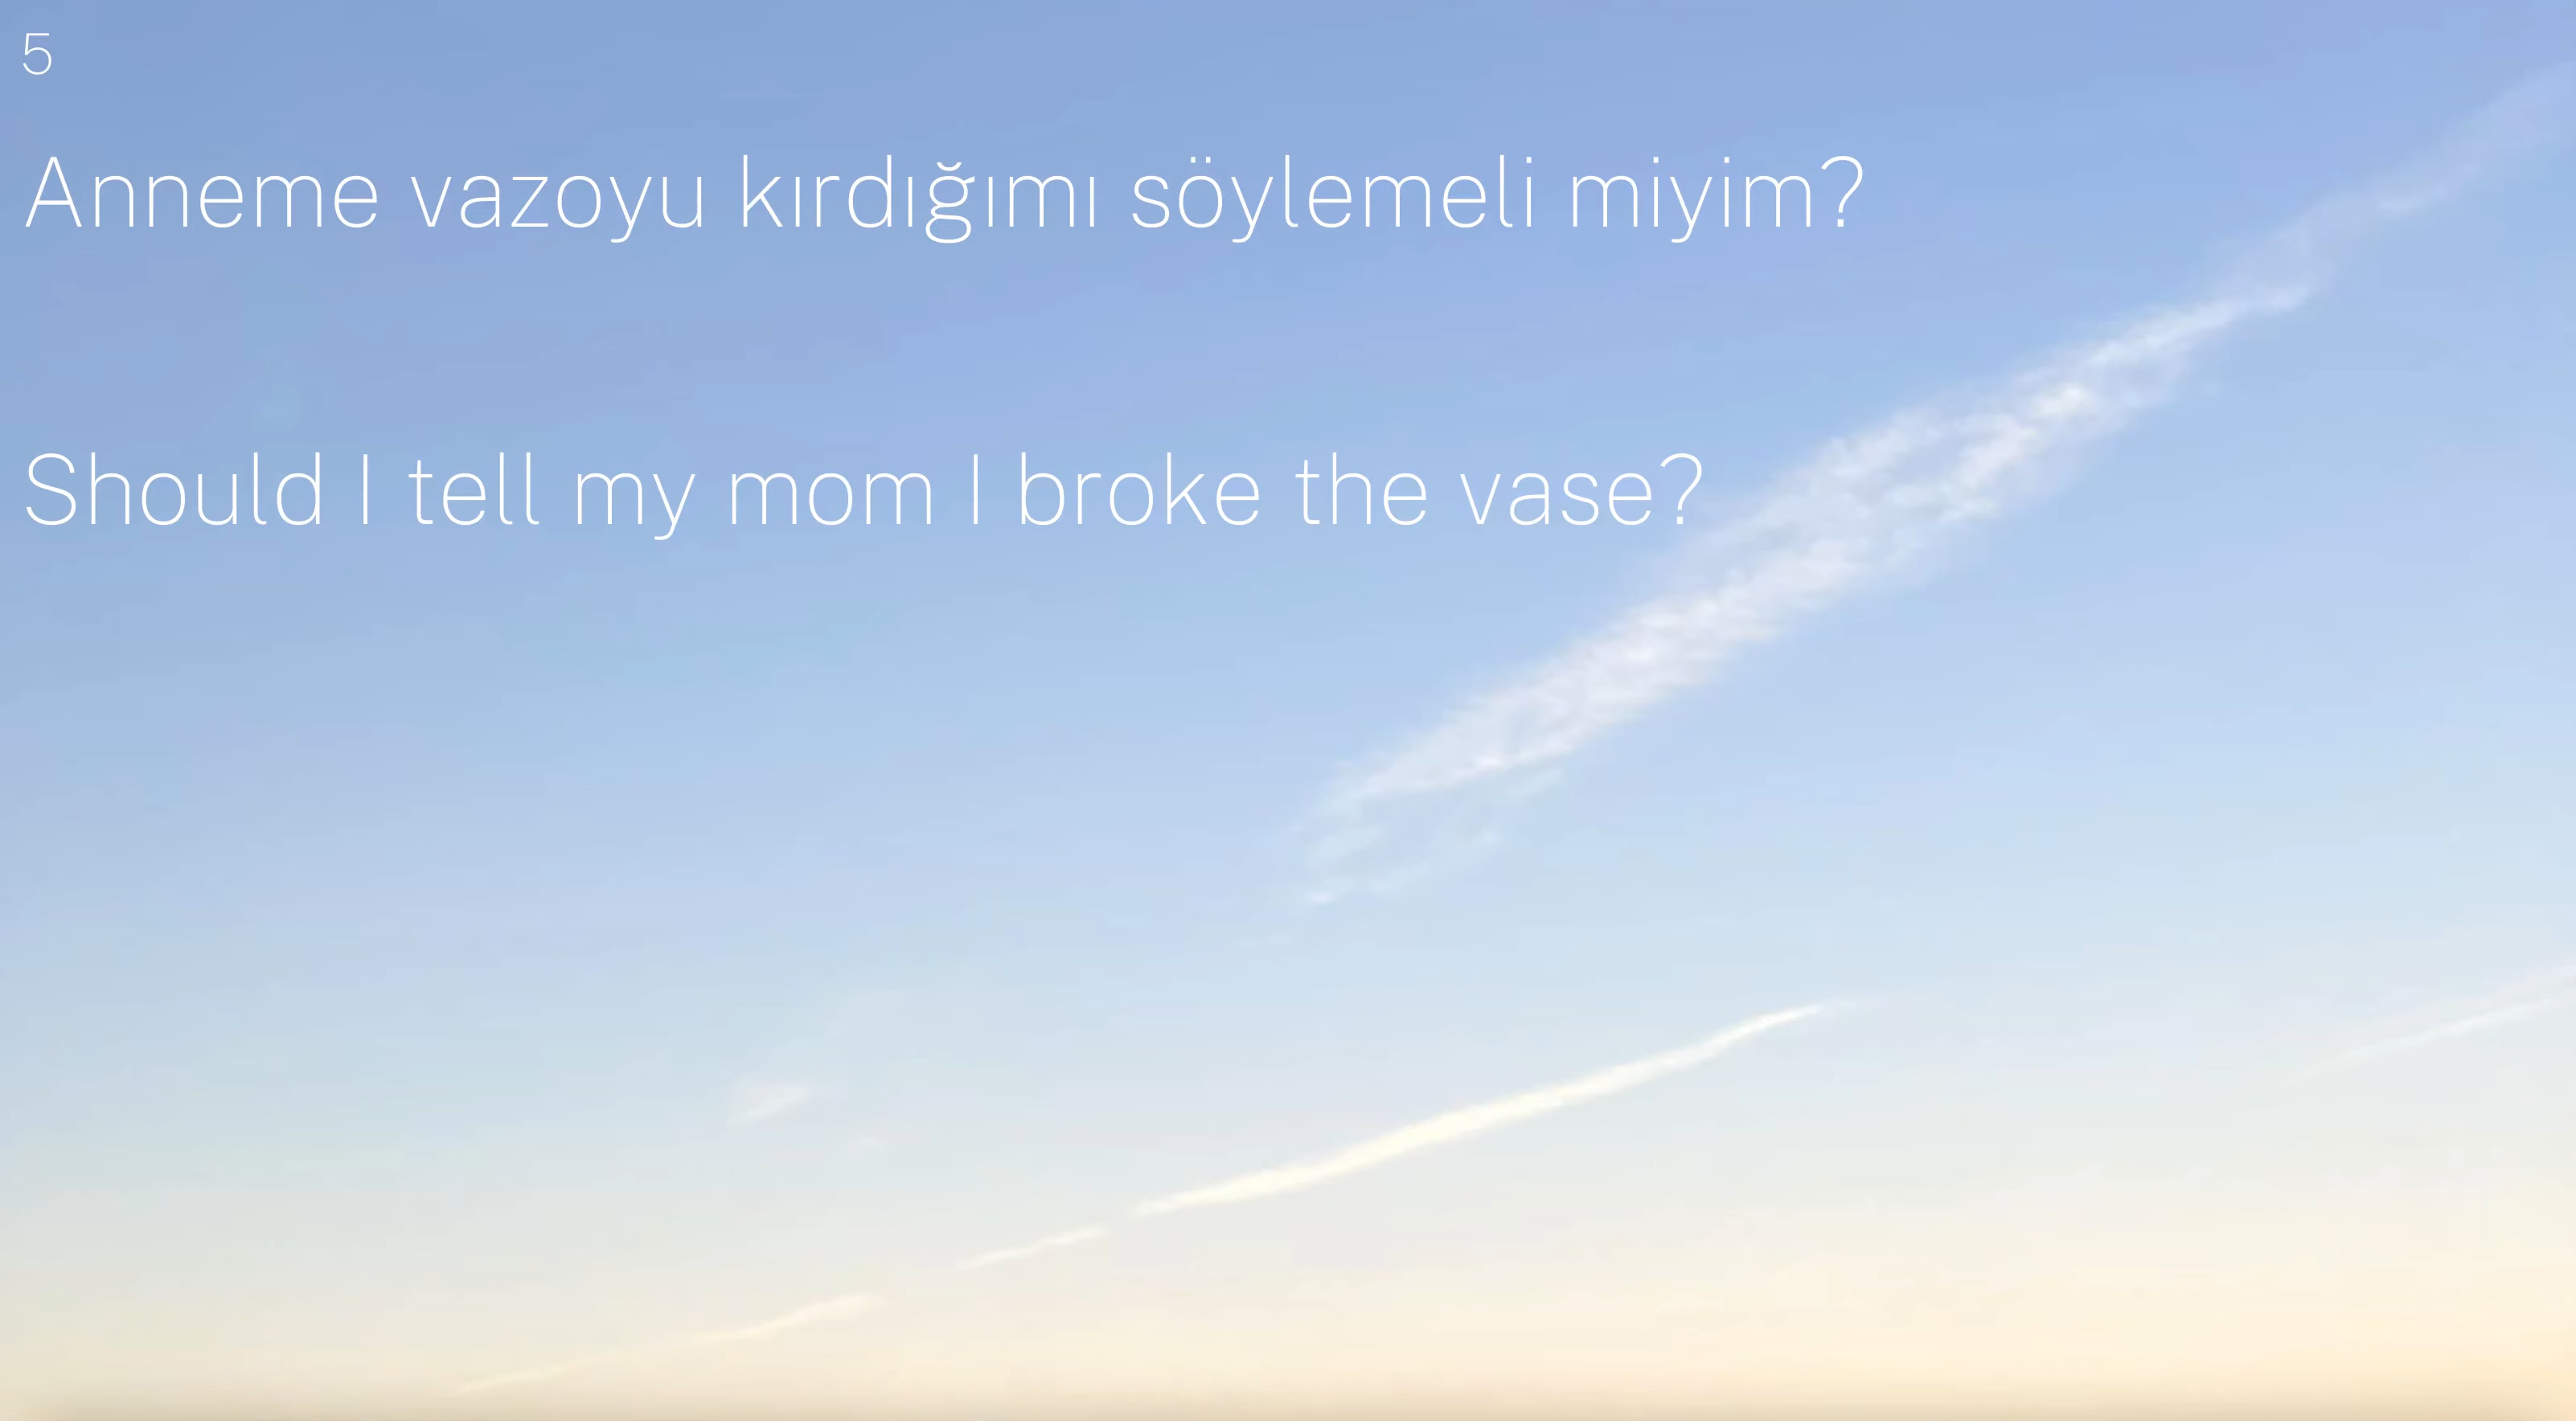 5
Anneme vazoyu kırdığımı söylemeli miyim?
Should I tell my mom I broke the vase?